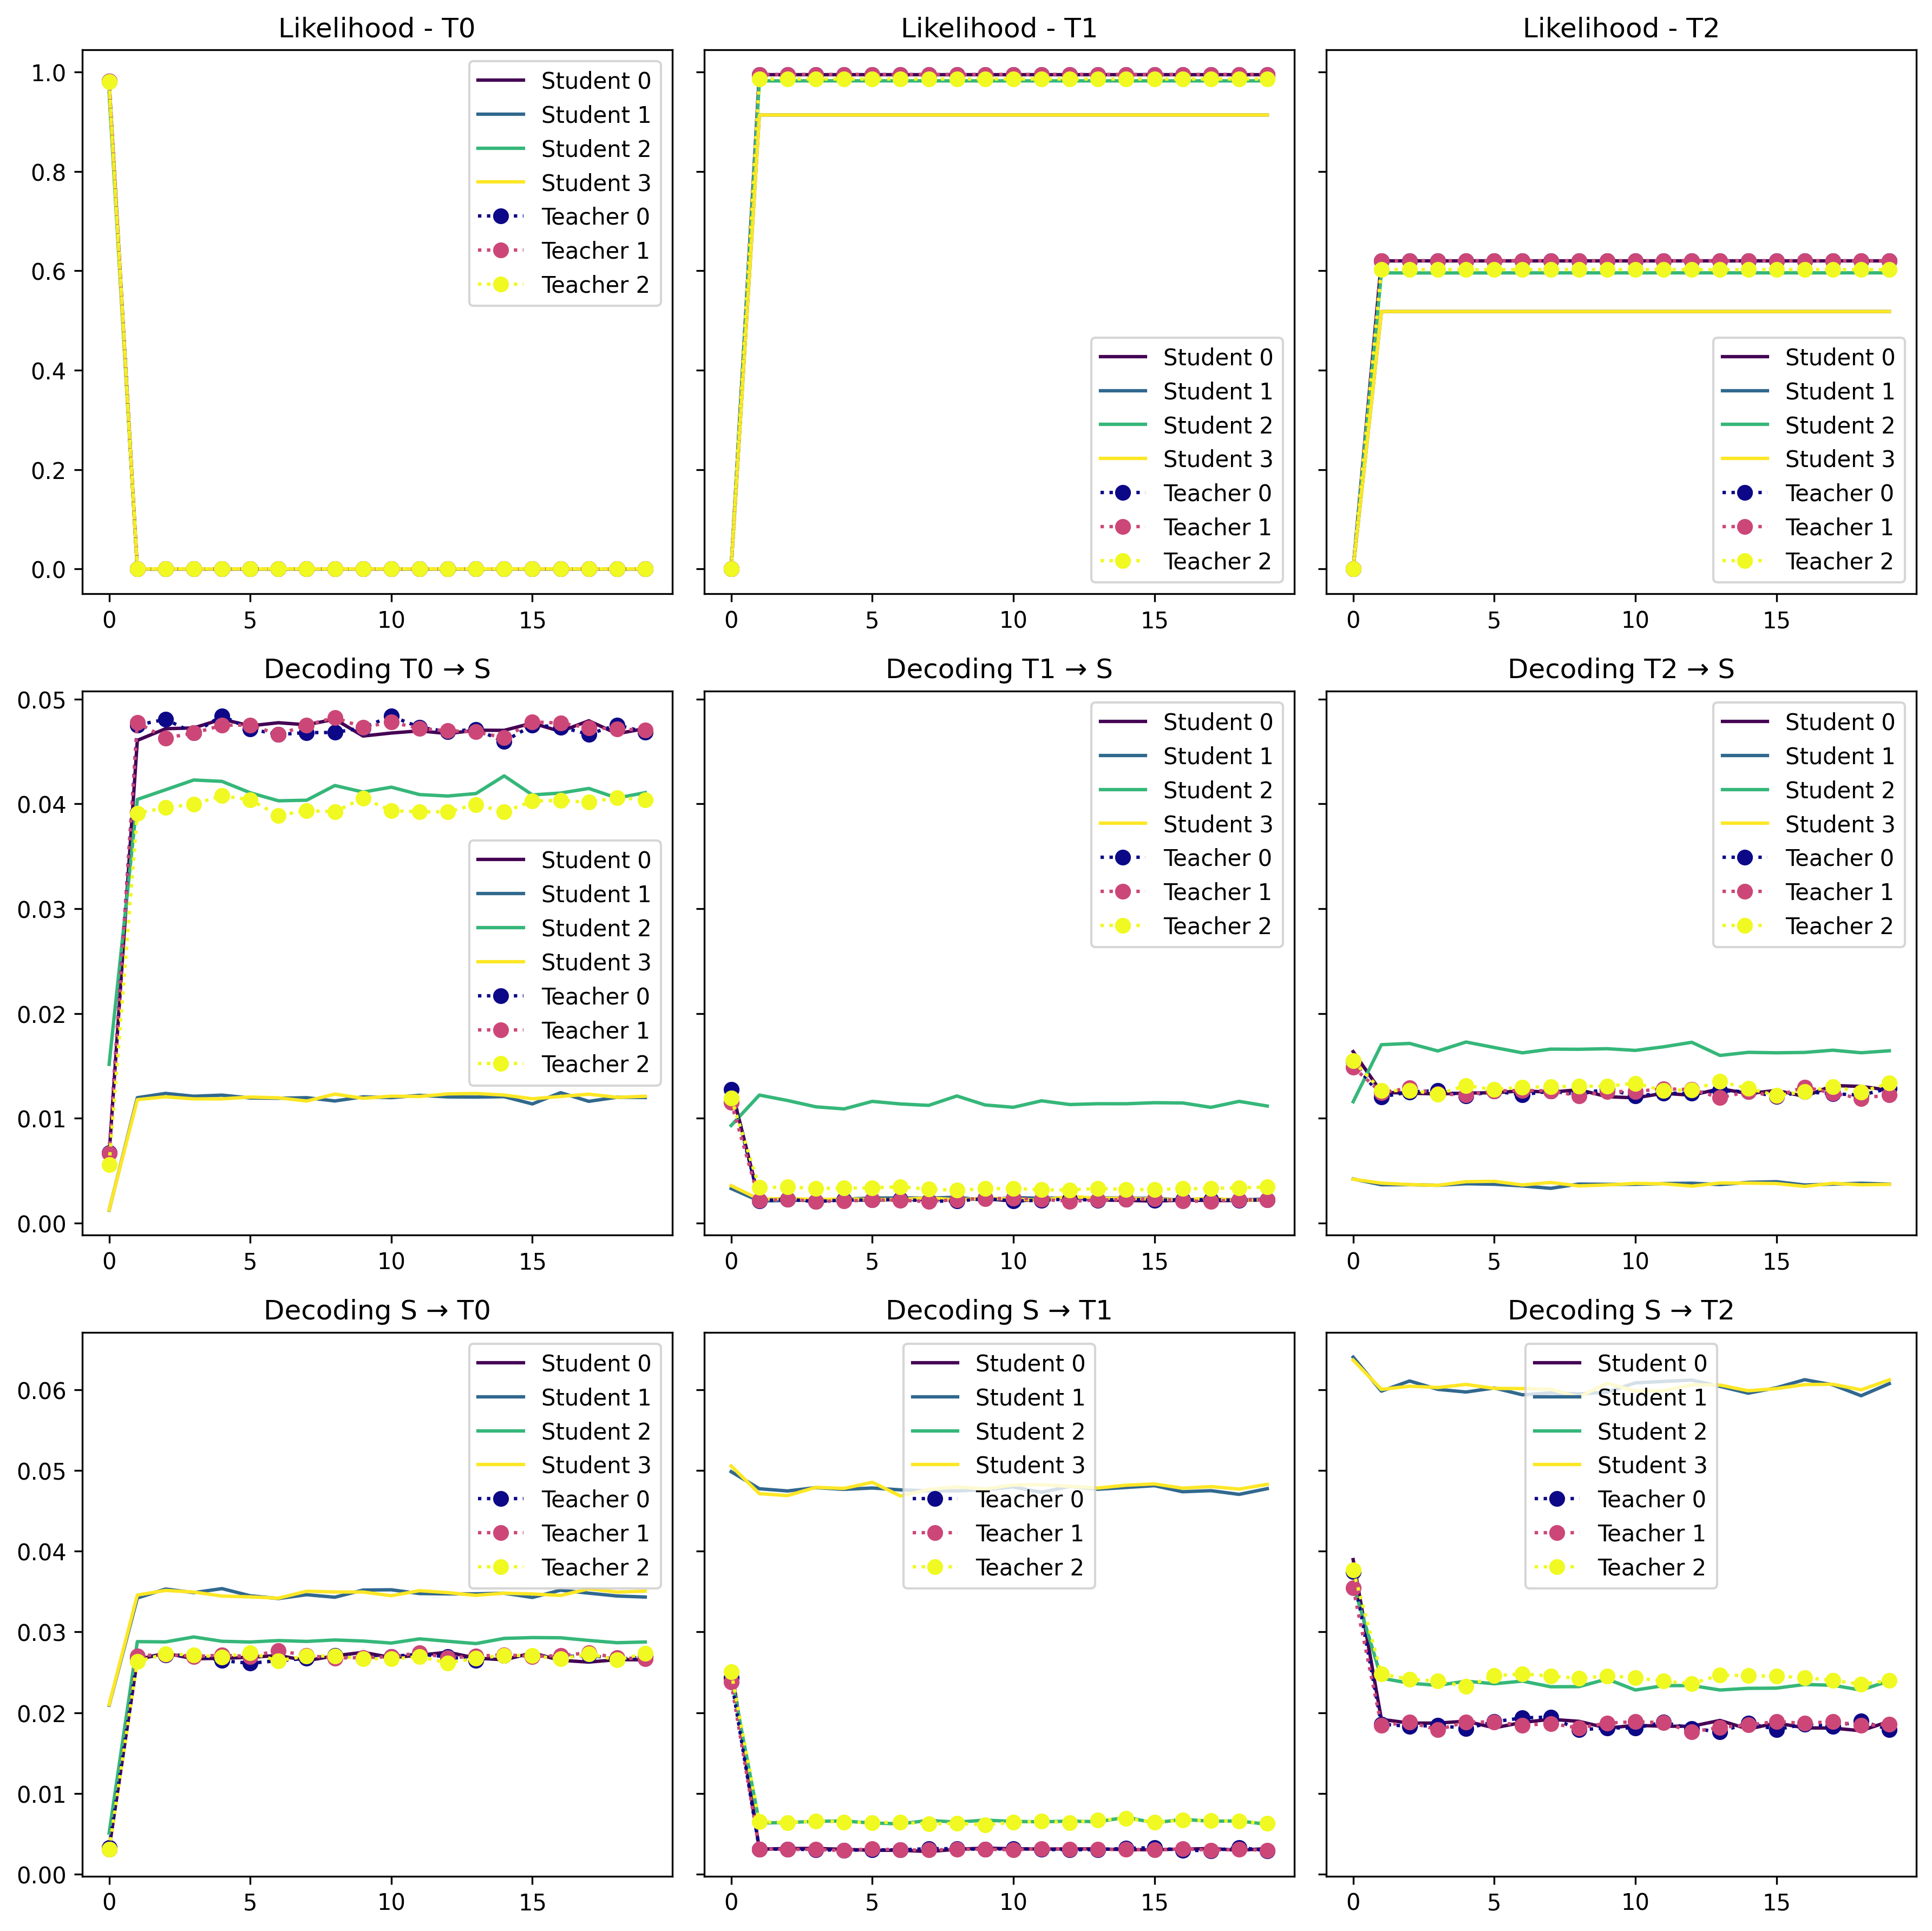 Likelihood - T0
1.0
0.8
0.6
0.4
0.2
0.0
Student 0
Student 1
Student 2
Student 3
Teacher 0
Teacher 1
Teacher 2
0 5 10 15
Likelihood - T1
Student 0
Student 1
Student 2
Student 3
Teacher 0
Teacher 1
Teacher 2
0 5 10 15
Likelihood - T2
Student 0
Student 1
Student 2
Student 3
Teacher 0
Teacher 1
Teacher 2
0 5 10 15
Decoding T0 → S
0.05
0.04
0.03
0.02
0.01
0.00
Student 0
Student 1
Student 2
Student 3
Teacher 0
Teacher 1
Teacher 2
0 5 10 15
Decoding T1 → S
Student 0
Student 1
Student 2
Student 3
Teacher 0
Teacher 1
Teacher 2
0 5 10 15
Decoding T2 → S
Student 0
Student 1
Student 2
Student 3
Teacher 0
Teacher 1
Teacher 2
0 5 10 15
Decoding S → T0
0.06
0.05
0.04
0.03
0.02
0.01
0.00
Student 0
Student 1
Student 2
Student 3
Teacher 0
Teacher 1
Teacher 2
0 5 10 15
Decoding S → T1
Student 0
Student 1
Student 2
Student 3
Teacher 0
Teacher 1
Teacher 2
0 5 10 15
Decoding S → T2
Student 0
Student 1
Student 2
Student 3
Teacher 0
Teacher 1
Teacher 2
0 5 10 15